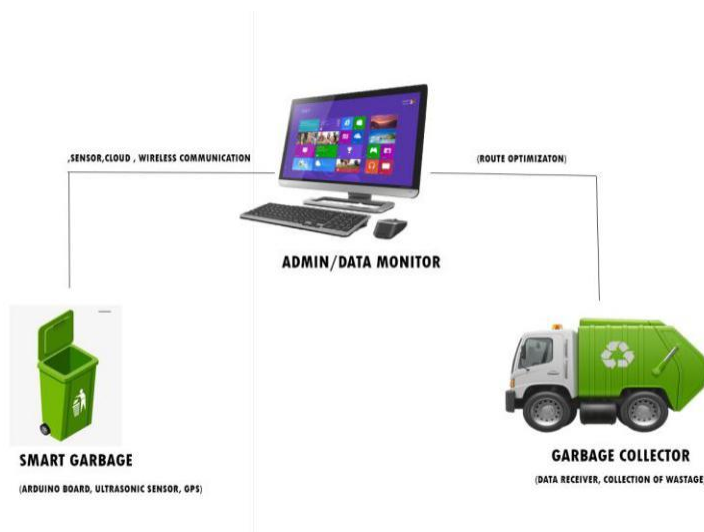 ,SENSOR,CLOUD , WIRELESS COMMUNICATION
(ROUTE OPTIMIZATON)
ADMIN/DATA MONITOR
SMART GARBAGE
(ARDUINO BOARD, ULTRASONIC SENSOR, GPS)
GARBAGE COLLECTOR
(DATA RECEIVER, COLLECTION OF WASTAGE)